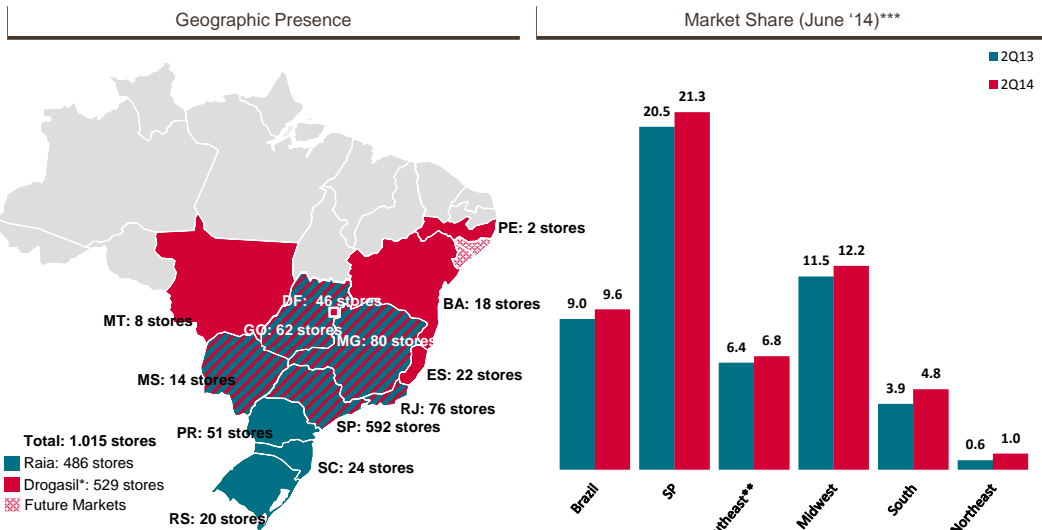 Geographic Presence
PE: 2 stores
DF: 46 stores
BA: 18 stores
MT: 8 stores
GO: 62 stores
MG: 80 stores
MS: 14 stores
ES: 22 stores
RJ: 76 stores
SP: 592 stores
PR: 51 stores
Total: 1.015 stores
Raia: 486 stores
SC: 24 stores
Drogasil*: 529 stores
Future Markets
RS: 20 stores
Market Share (June ‘14)***
2Q13
2Q14
9.0
9.6
20.5
21.3
6.4
6.8
11.5
12.2
3.9
4.8
0.6
1.0
Brazil
SP
theast**
Midwest
South
Northeast